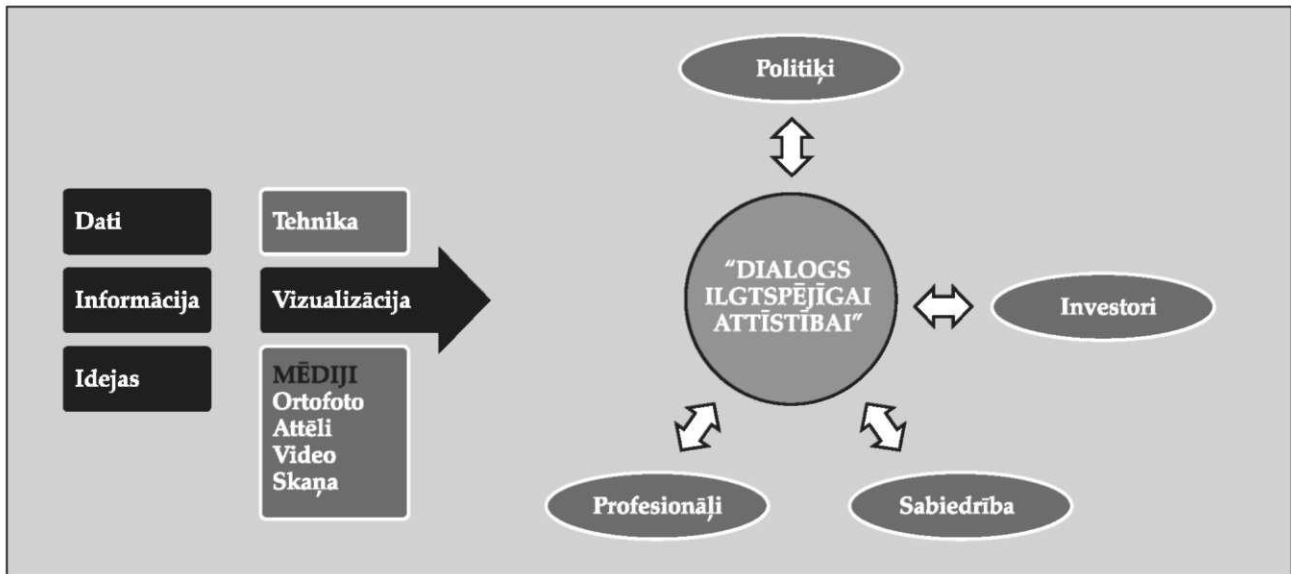 Dati
Informācija
Idejas
Tehnika
Vizualizācija
MĒDIJI
Ortofoto
Attēli
Video
Skaņa
Politiķi
“DIALOGS
ILGTSPĒJĪGAI
ATTĪSTĪBAI”
Investori
Profesionāļi
Sabiedrība